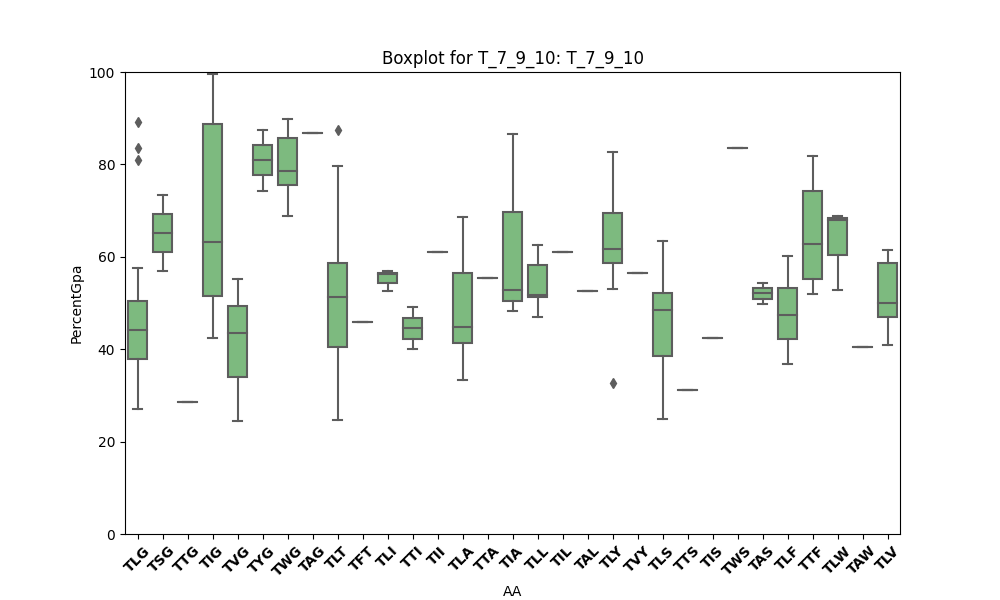 Boxplot for T_7_9_10: T_7_9_10
100
80
60
40
20
0
PercentGpa
TLG TSG TTG TIG TVG TYG TWG TAG TLT TFT TLI TTI TII TLA TTA TIA TLL TIL TAL TLY TVY TLS TTS TIS TWS TAS TLF TTF TLW TAW TLV
AA